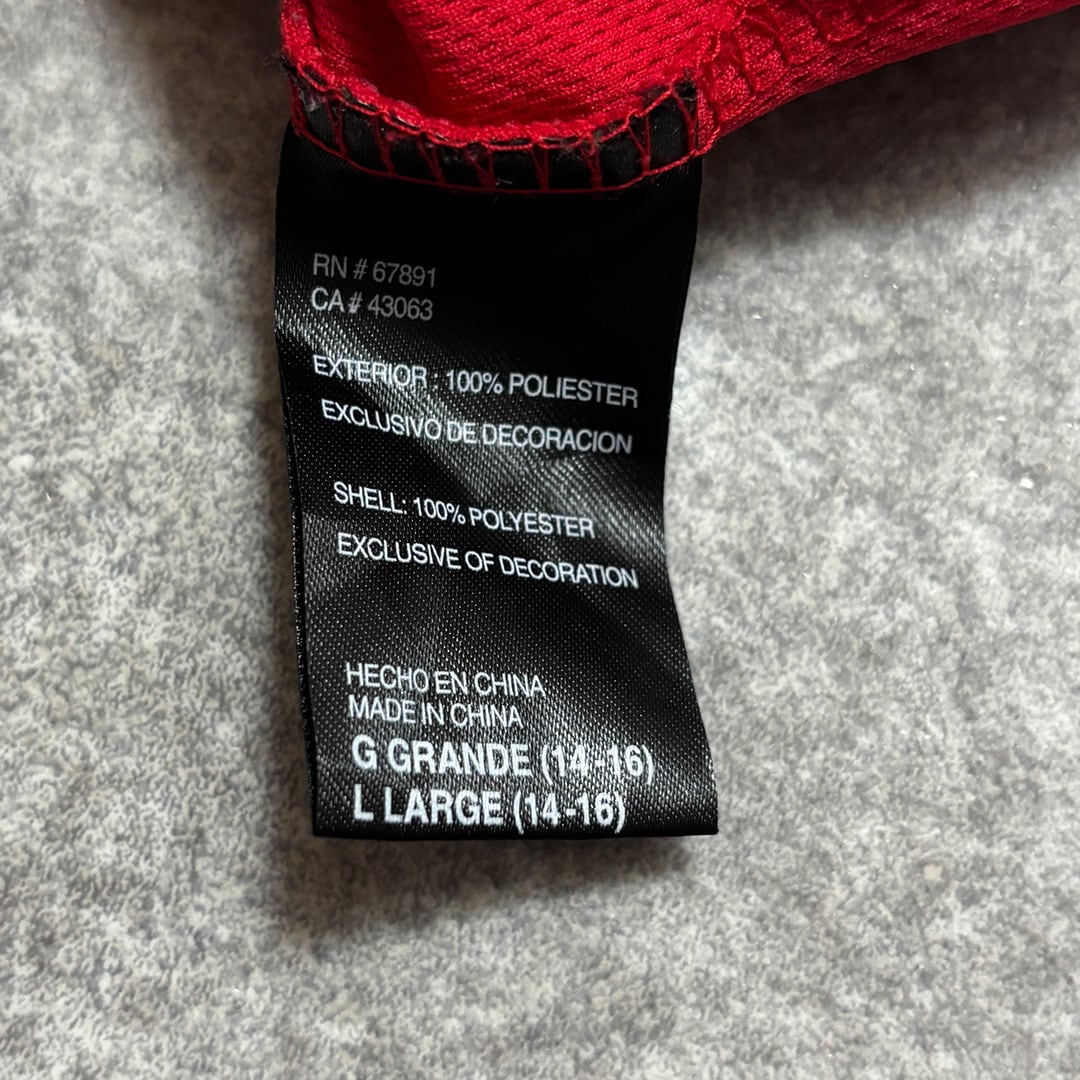 RN # 67891
CA# 43063
EXTERIOR : 100% POLIESTER
EXCLUSIVO DE DECORACION
SHELL: 100% POLYESTER
EXCLUSIVE OF DECORATION
HECHO EN CHINA
MADE IN CHINA
G GRANDE (14-16)
L LARGE (14-16)